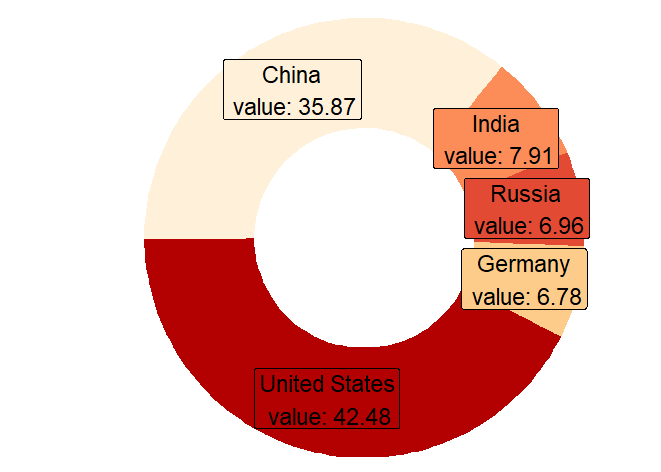 China
value: 35.87
India
value: 7.91
Russia
value: 6.96
Germany
value: 6.78
United States
value: 42.48